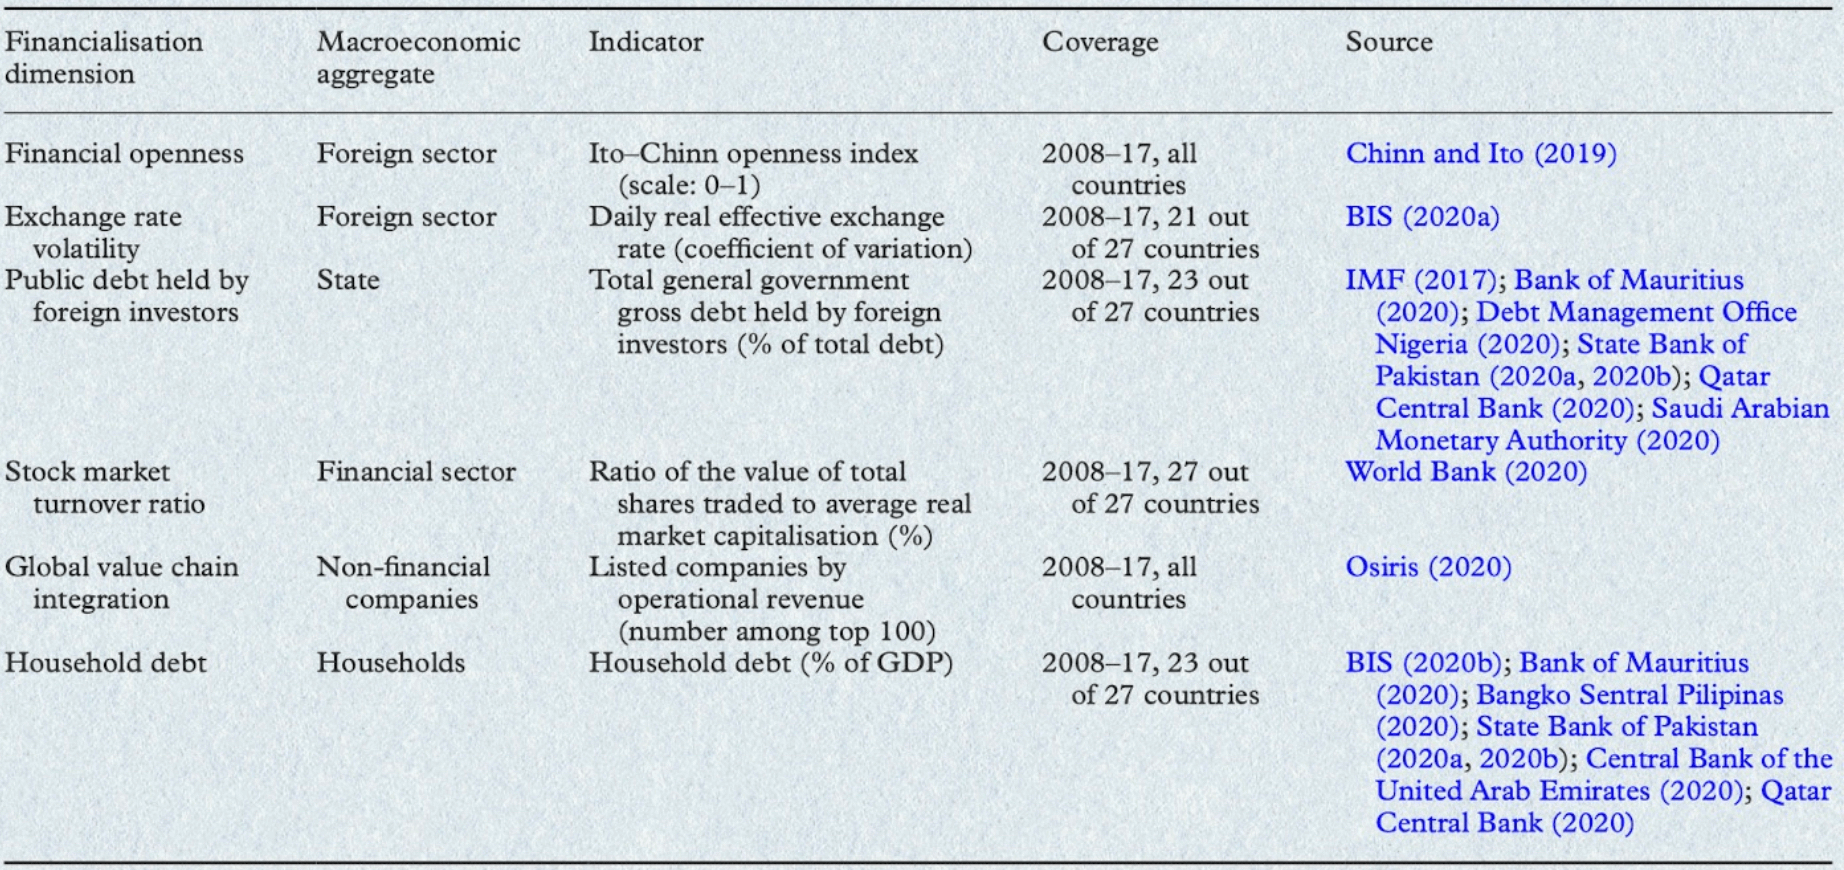 Financialisation dimension Macroeconomic aggregate Indicator Coverage Source
Financial openness Foreign sector Ito–Chinn openness index (scale: 0–1) 2008–17, all countries Chinn and Ito (2019)
Exchange rate volatility Foreign sector Daily real effective exchange rate (coefficient of variation) 2008–17, 21 out of 27 countries BIS (2020a)
Public debt held by foreign investors State Total general government gross debt held by foreign investors (% of total debt) 2008–17, 23 out of 27 countries IMF (2017); Bank of Mauritius (2020); Debt Management Office Nigeria (2020); State Bank of Pakistan (2020a, 2020b); Qatar Central Bank (2020); Saudi Arabian Monetary Authority (2020)
Stock market turnover ratio Financial sector Ratio of the value of total shares traded to average real market capitalisation (%) 2008–17, 27 out of 27 countries World Bank (2020)
Global value chain integration Non-financial companies Listed companies by operational revenue (number among top 100) 2008–17, all countries Osiris (2020)
Household debt Households Household debt (% of GDP) 2008–17, 23 out of 27 countries BIS (2020b); Bank of Mauritius (2020); Bangko Sentral Pilipinas (2020); State Bank of Pakistan (2020a, 2020b); Central Bank of the United Arab Emirates (2020); Qatar Central Bank (2020)